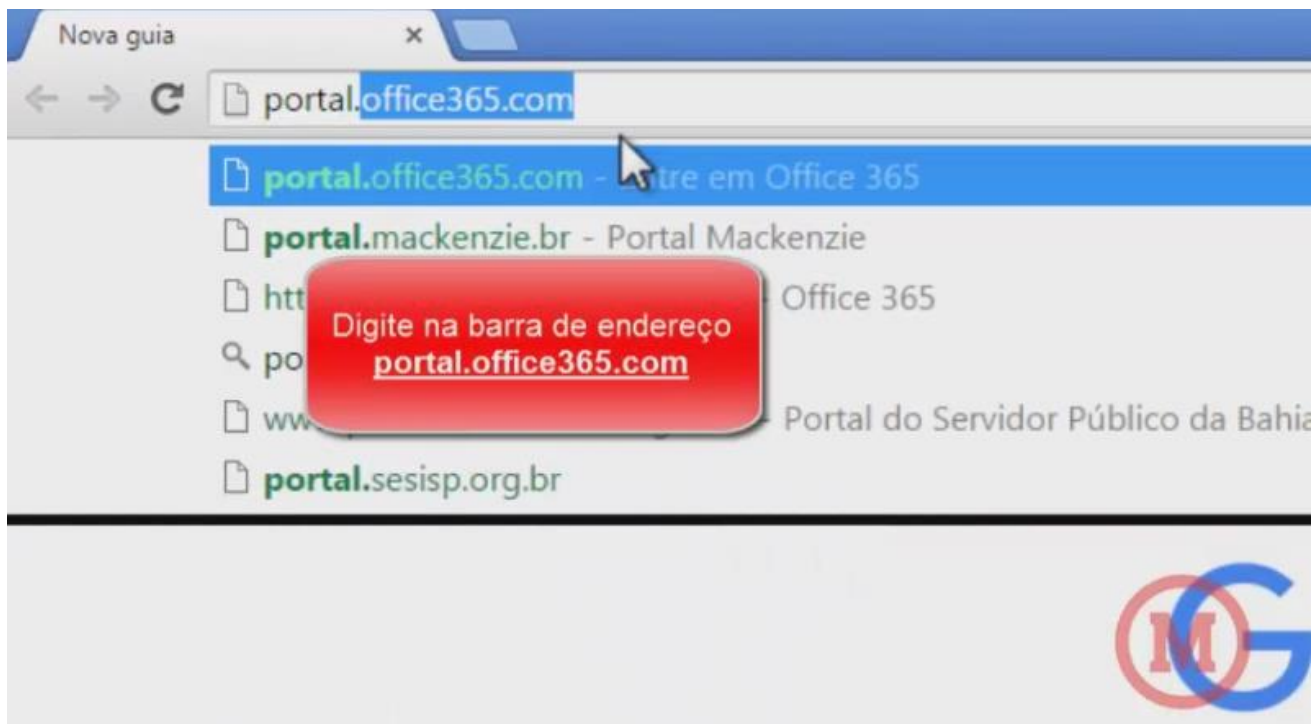 Nova guia
portal.office365.com
portal.office365.com - Entre em Office 365
portal.mackenzie.br - Portal Mackenzie
htt - Office 365
po
ww - Portal do Servidor Público da Bahia
portal.sesisp.org.br
Digite na barra de endereço
portal.office365.com
M G